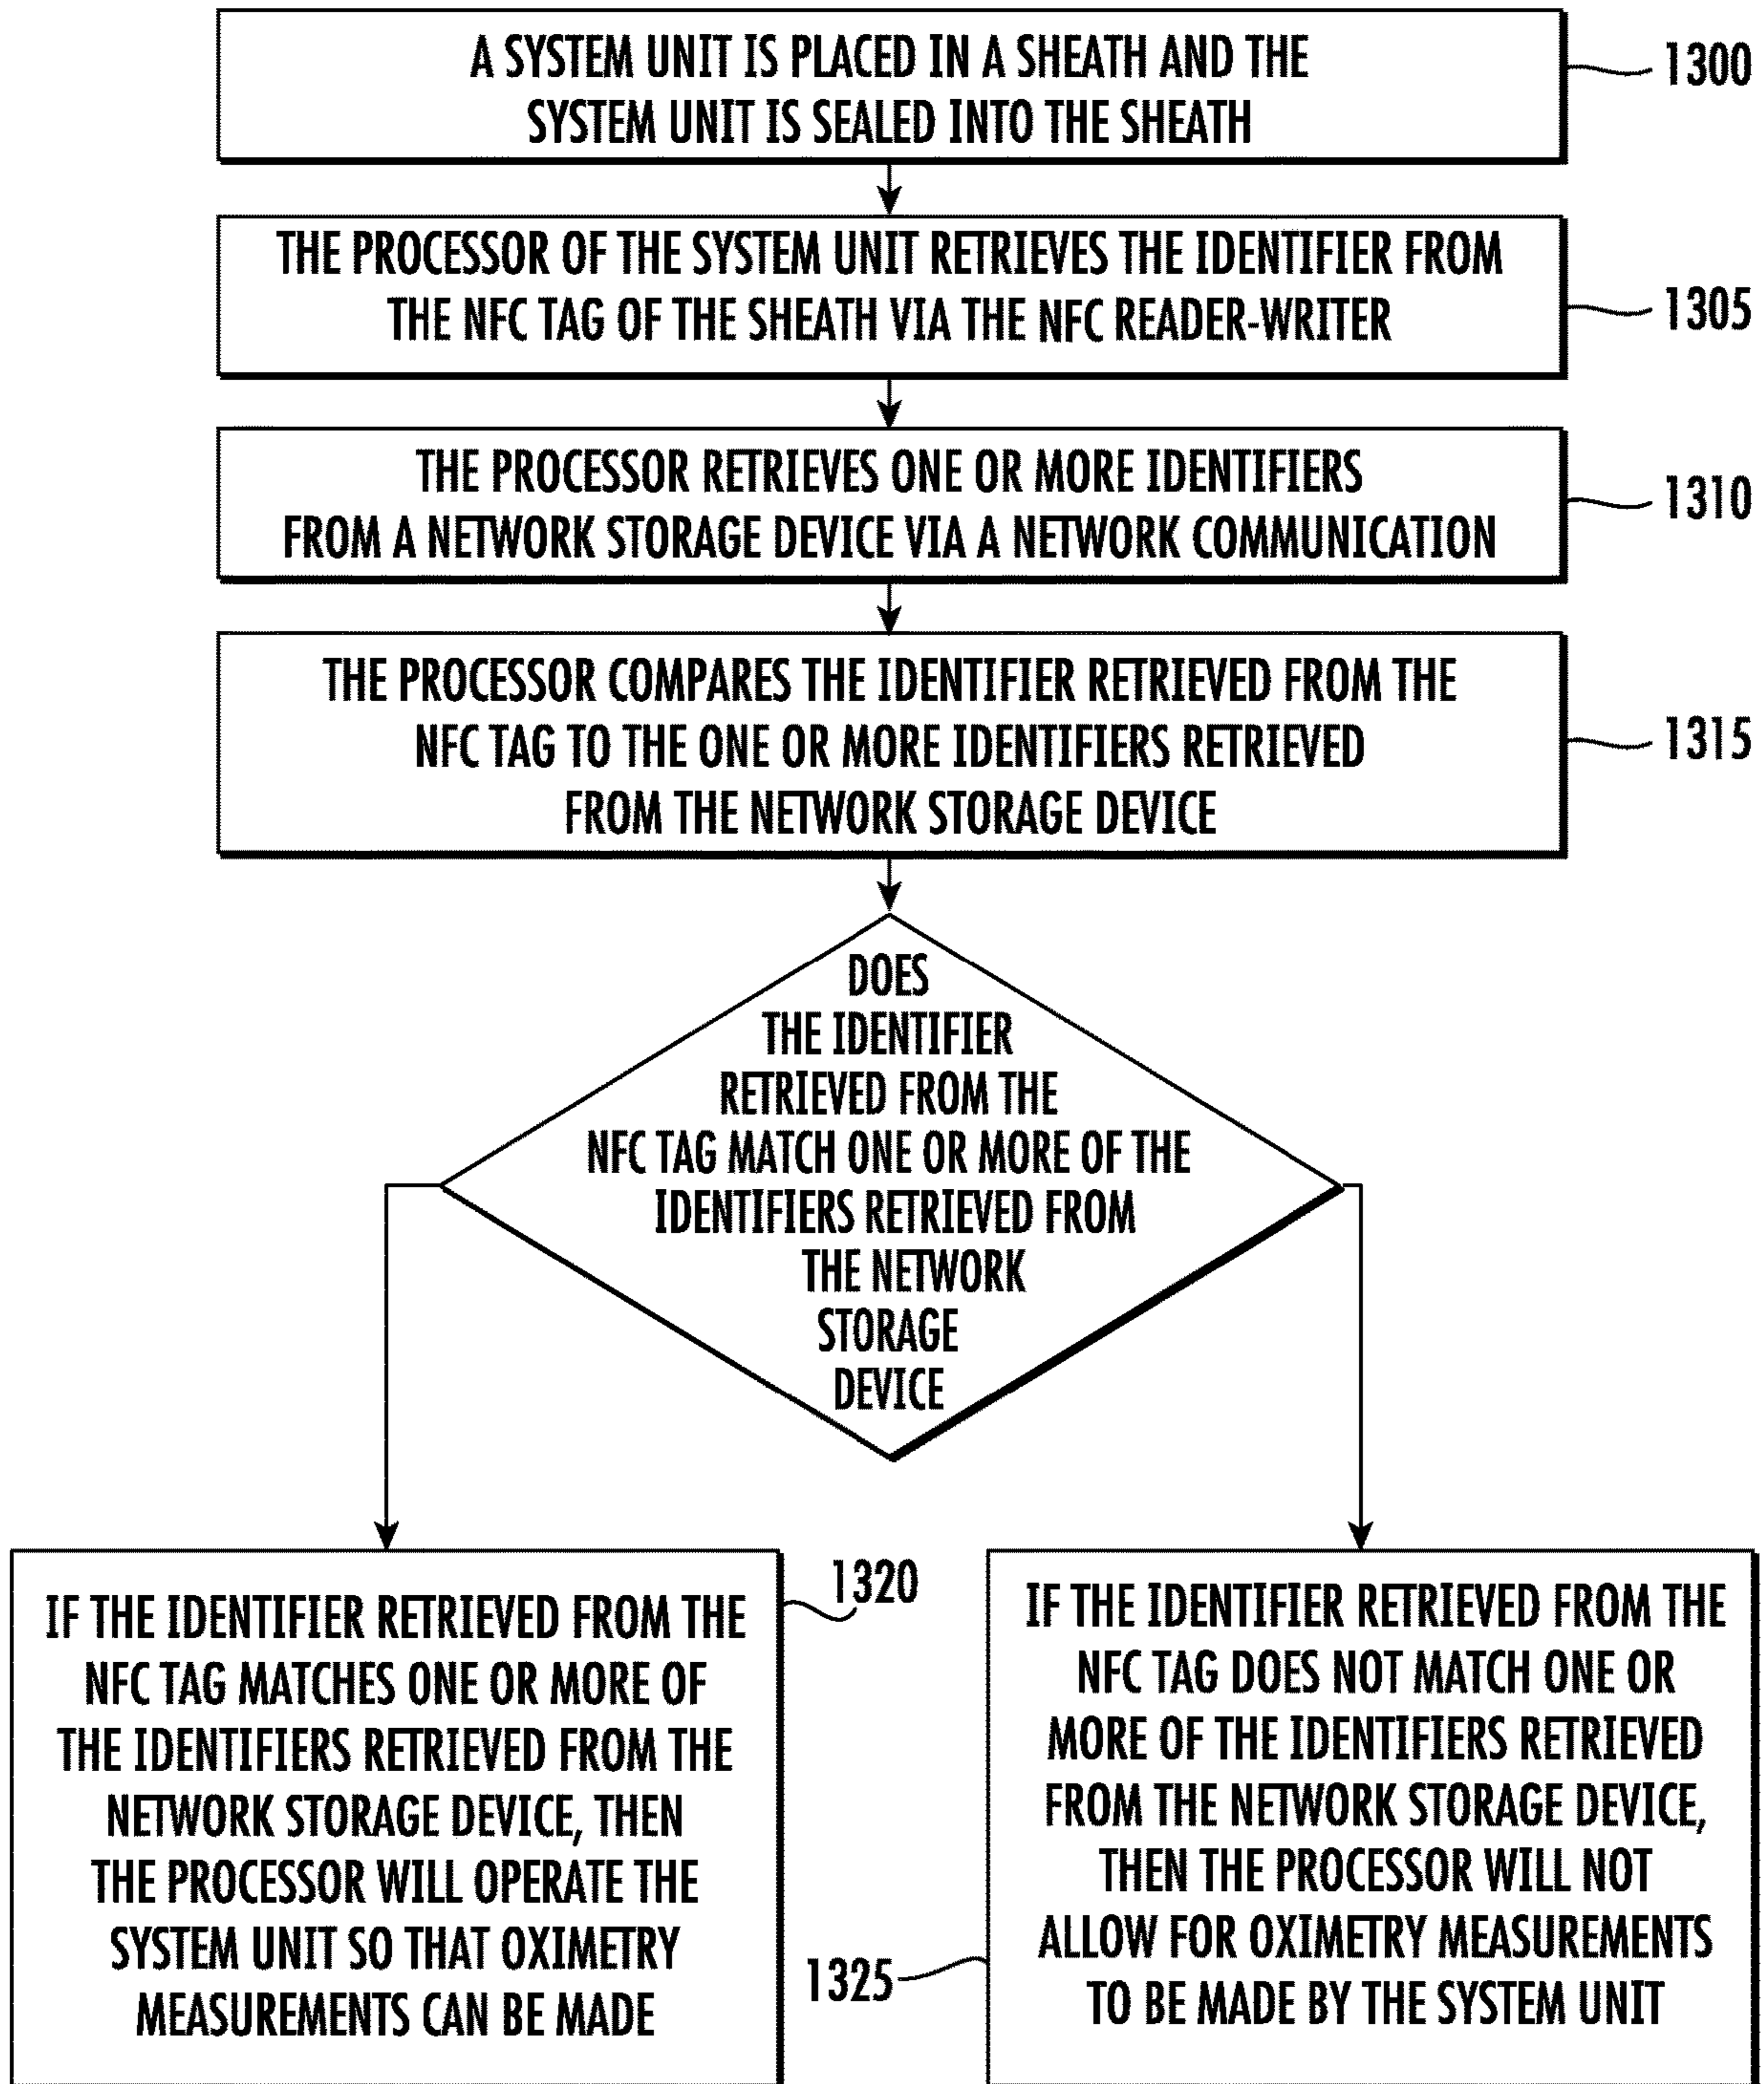 A SYSTEM UNIT IS PLACED IN A SHEATH AND THE
SYSTEM UNIT IS SEALED INTO THE SHEATH
1300
THE PROCESSOR OF THE SYSTEM UNIT RETRIEVES THE IDENTIFIER FROM
THE NFC TAG OF THE SHEATH VIA THE NFC READER-WRITER
1305
THE PROCESSOR RETRIEVES ONE OR MORE IDENTIFIERS
FROM A NETWORK STORAGE DEVICE VIA A NETWORK COMMUNICATION
1310
THE PROCESSOR COMPARES THE IDENTIFIER RETRIEVED FROM THE
NFC TAG TO THE ONE OR MORE IDENTIFIERS RETRIEVED
FROM THE NETWORK STORAGE DEVICE
1315
DOES
THE IDENTIFIER
RETRIEVED FROM THE
NFC TAG MATCH ONE OR MORE OF THE
IDENTIFIERS RETRIEVED FROM
THE NETWORK
STORAGE
DEVICE
IF THE IDENTIFIER RETRIEVED FROM THE
NFC TAG MATCHES ONE OR MORE OF
THE IDENTIFIERS RETRIEVED FROM THE
NETWORK STORAGE DEVICE, THEN
THE PROCESSOR WILL OPERATE THE
SYSTEM UNIT SO THAT OXIMETRY
MEASUREMENTS CAN BE MADE
1320
IF THE IDENTIFIER RETRIEVED FROM THE
NFC TAG DOES NOT MATCH ONE OR
MORE OF THE IDENTIFIERS RETRIEVED
FROM THE NETWORK STORAGE DEVICE,
THEN THE PROCESSOR WILL NOT
ALLOW FOR OXIMETRY MEASUREMENTS
TO BE MADE BY THE SYSTEM UNIT
1325